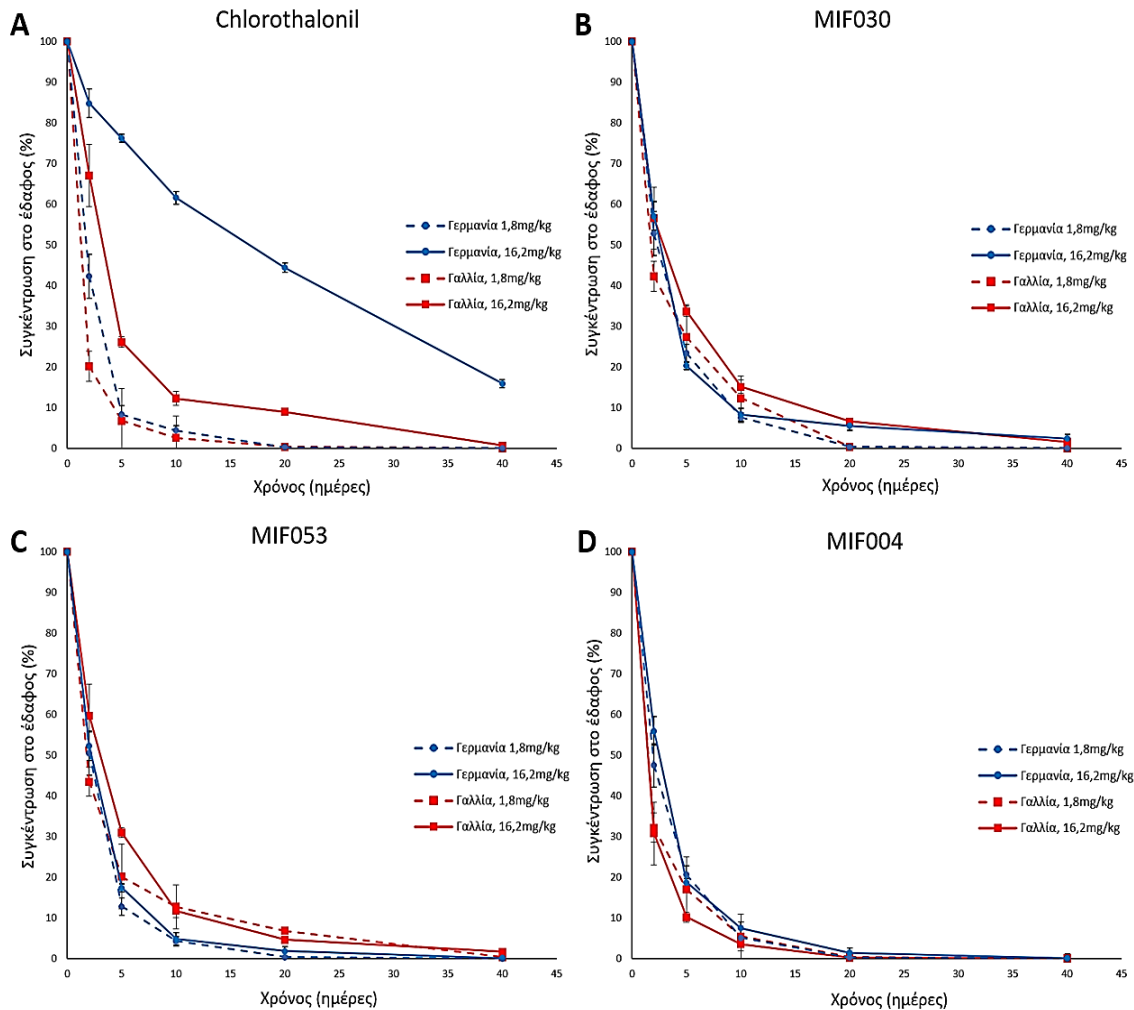 A
Chlorothalonil
Συγκέντρωση στο έδαφος (%)
100
90
80
70
60
50
40
30
20
10
0
0 5 10 15 20 25 30 35 40 45
Χρόνος (ημέρες)
Γερμανία 1,8mg/kg
Γερμανία, 16,2mg/kg
Γαλλία, 1,8mg/kg
Γαλλία, 16,2mg/kg
B
MIF030
Συγκέντρωση στο έδαφος (%)
100
90
80
70
60
50
40
30
20
10
0
0 5 10 15 20 25 30 35 40 45
Χρόνος (ημέρες)
Γερμανία 1,8mg/kg
Γερμανία, 16,2mg/kg
Γαλλία, 1,8mg/kg
Γαλλία, 16,2mg/kg
C
MIF053
Συγκέντρωση στο έδαφος (%)
100
90
80
70
60
50
40
30
20
10
0
0 5 10 15 20 25 30 35 40 45
Χρόνος (ημέρες)
Γερμανία 1,8mg/kg
Γερμανία, 16,2mg/kg
Γαλλία, 1,8mg/kg
Γαλλία, 16,2mg/kg
D
MIF004
Συγκέντρωση στο έδαφος (%)
100
90
80
70
60
50
40
30
20
10
0
0 5 10 15 20 25 30 35 40 45
Χρόνος (ημέρες)
Γερμανία 1,8mg/kg
Γερμανία, 16,2mg/kg
Γαλλία, 1,8mg/kg
Γαλλία, 16,2mg/kg